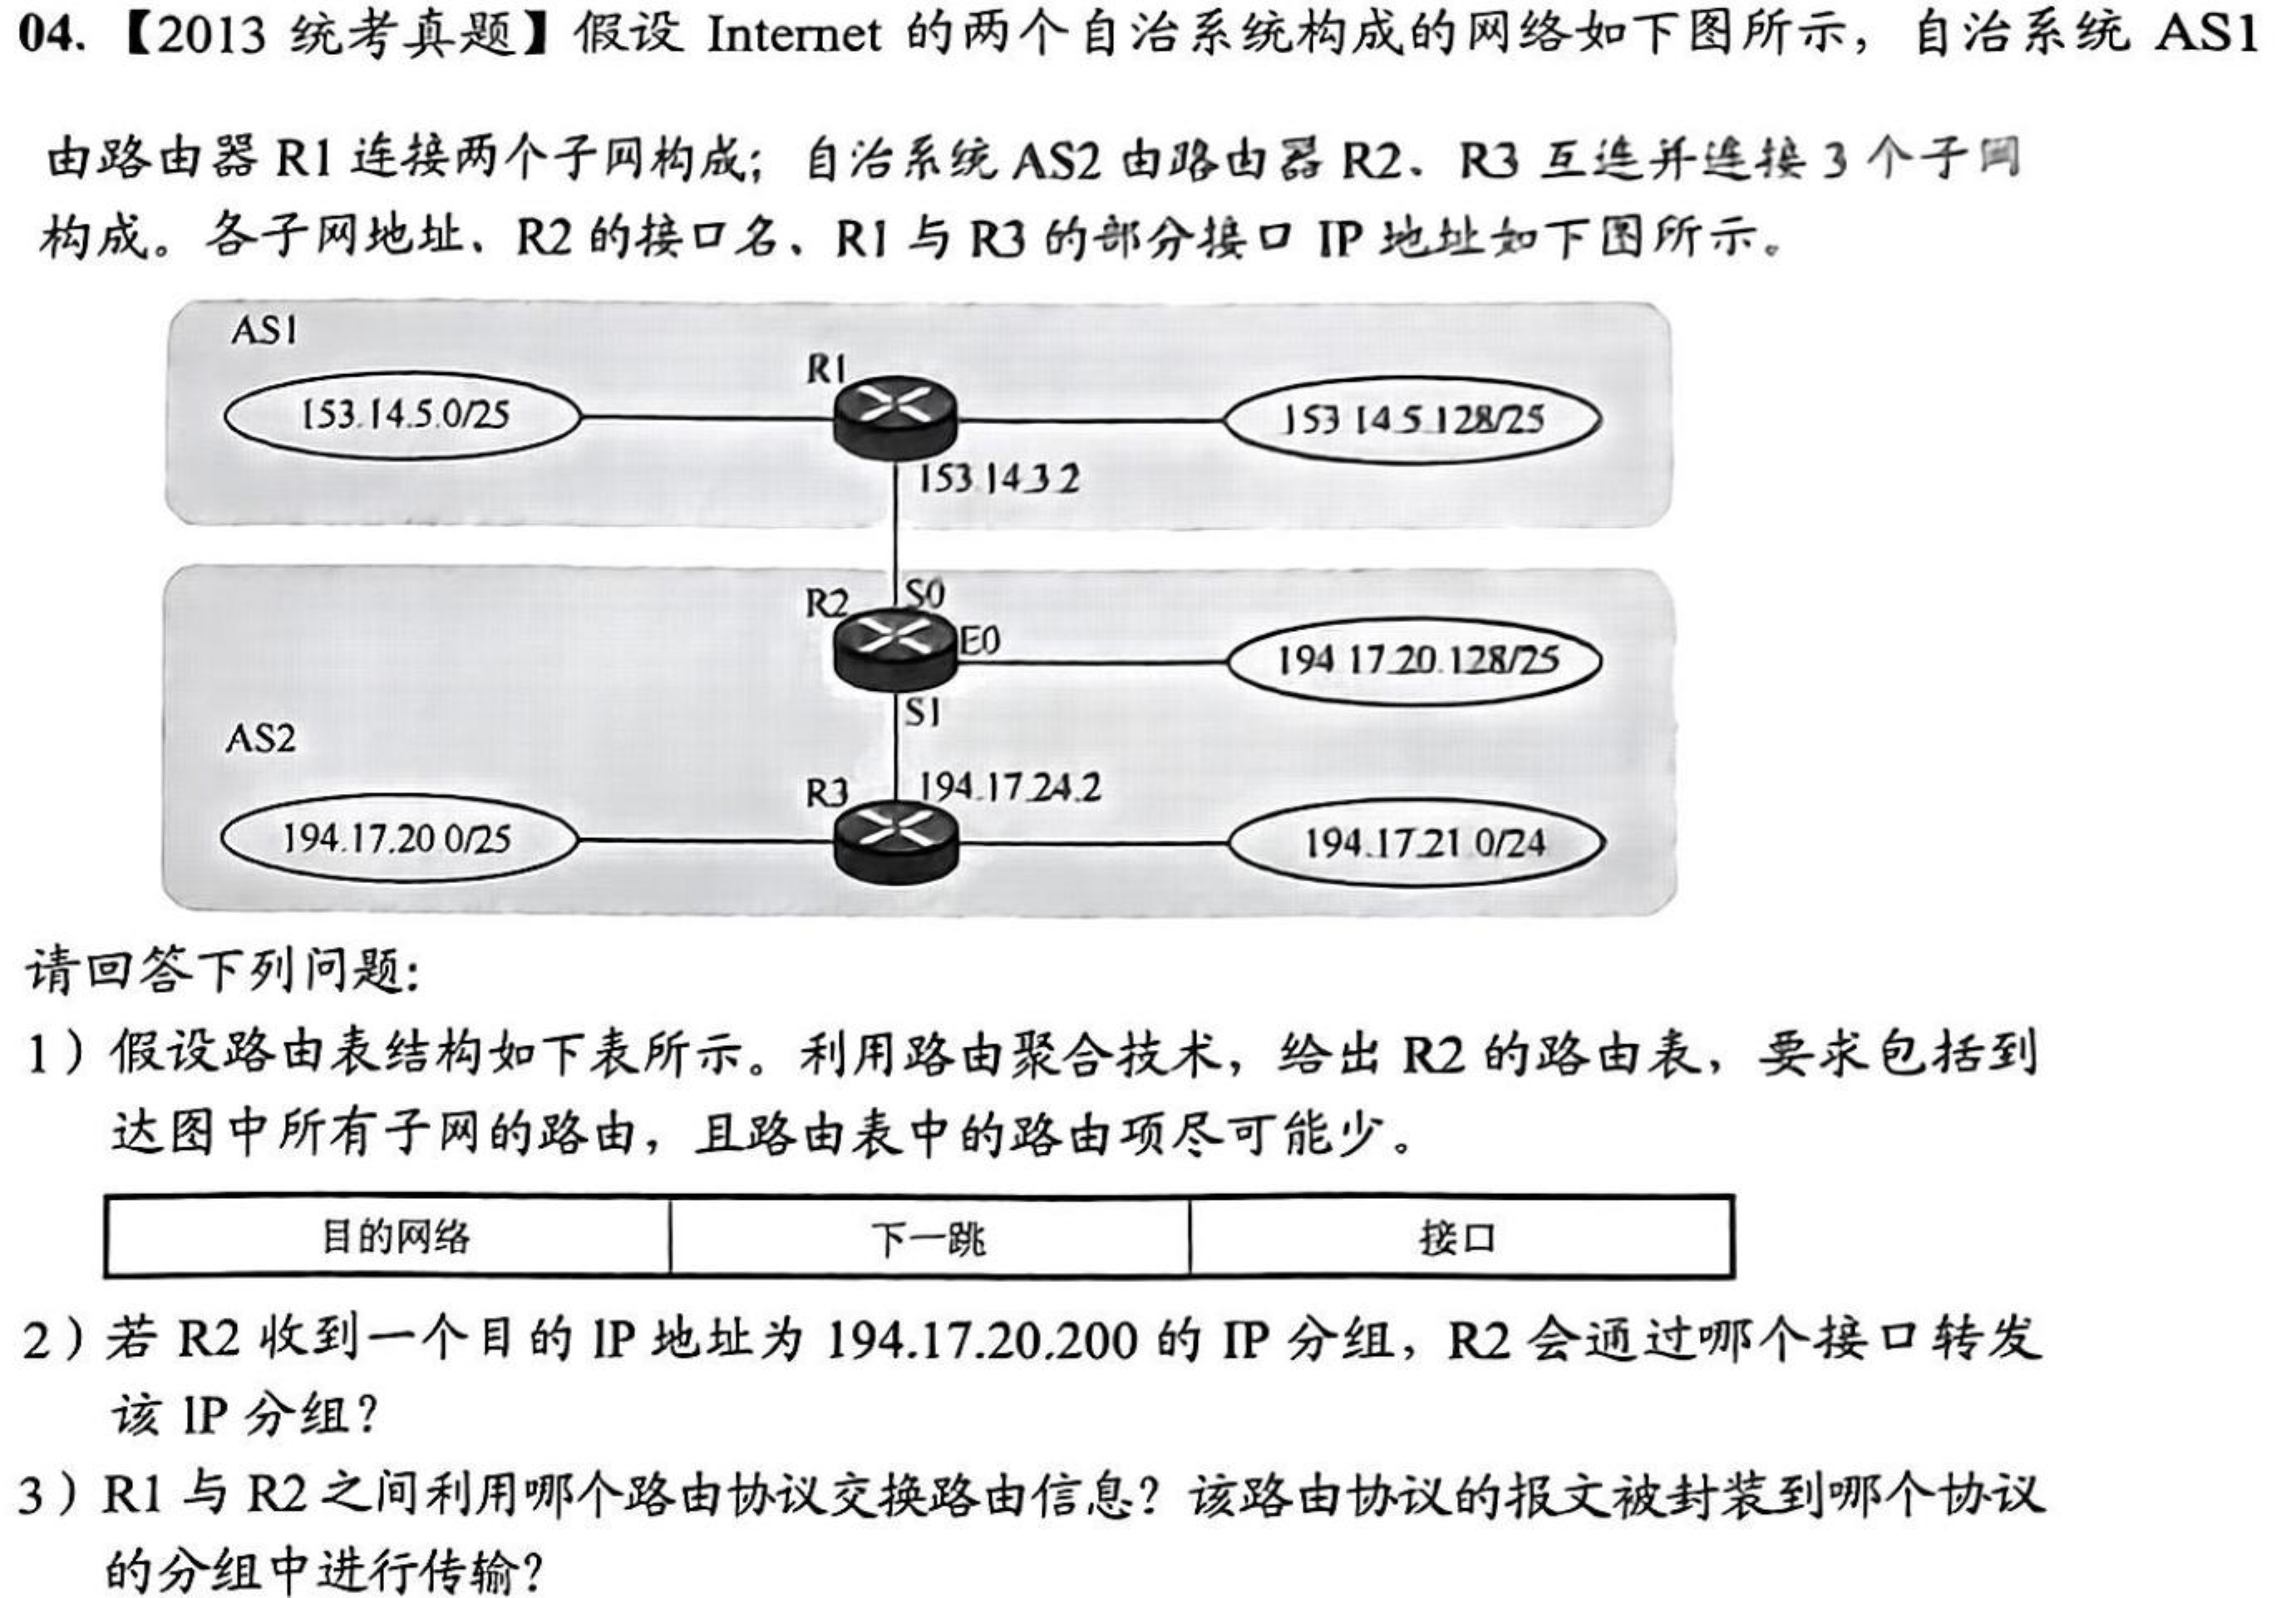 04.【2013 统考真题】假设 Internet 的两个自治系统构成的网络如下图所示，自治系统 AS1
由路由器 R1 连接两个子网构成；自治系统 AS2 由路由器 R2、R3 互连并连接 3 个子网
构成。各子网地址、R2 的接口名、R1 与 R3 的部分接口 IP 地址如下图所示。
AS1
R1
153.14.5.0/25
153.14.5.128/25
153.14.3.2
R2
S0
E0
194.17.20.128/25
S1
AS2
R3
194.17.24.2
194.17.20.0/25
194.17.21.0/24
请回答下列问题：
1）假设路由表结构如下表所示。利用路由聚合技术，给出 R2 的路由表，要求包括到
达图中所有子网的路由，且路由表中的路由项尽可能少。
目的网络 下一跳 接口
2）若 R2 收到一个目的 IP 地址为 194.17.20.200 的 IP 分组，R2 会通过哪个接口转发
该 IP 分组？
3）R1 与 R2 之间利用哪个路由协议交换路由信息？该路由协议的报文被封装到哪个协议
的分组中进行传输？